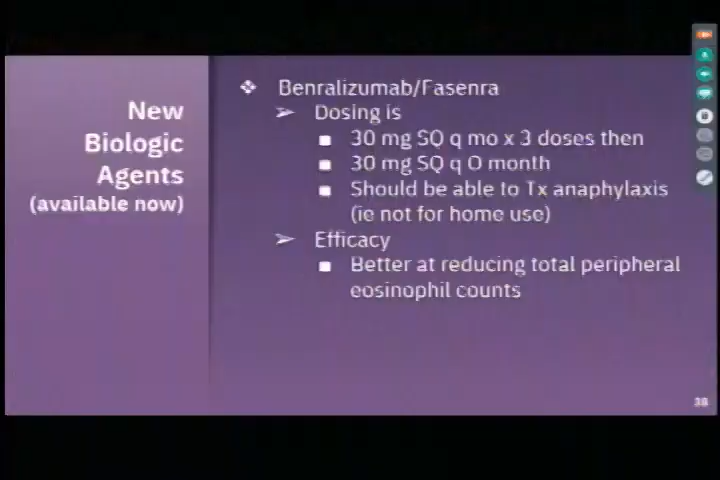 New
Biologic
Agents
(available now)
❖ Benralizumab/Fasenra
➢ Dosing is
■ 30 mg SQ q mo x 3 doses then
■ 30 mg SQ q O month
■ Should be able to Tx anaphylaxis
(ie not for home use)
➢ Efficacy
■ Better at reducing total peripheral
eosinophil counts
38